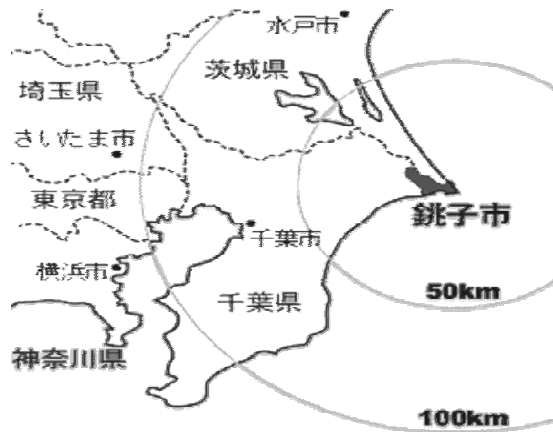 水戸市
茨城県
埼玉県
さいたま市
東京都
銚子市
千葉市
横浜市
50km
千葉県
神奈川県
100km